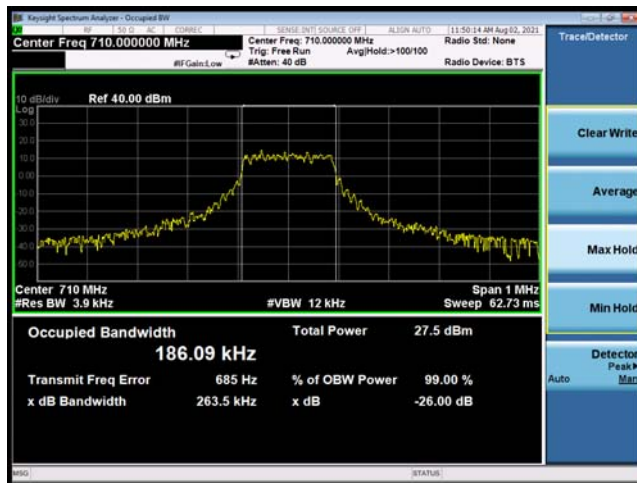 Keysight Spectrum Analyzer - Occupied BW
RF 50 Ω AC CORREC SENSE:INT SOURCE OFF ALIGN AUTO 11:50:14 AM Aug 02, 2021
Center Freq 710.000000 MHz
Center Freq: 710.000000 MHz
Radio Std: None
Trig: Free Run
Avg|Hold:>100/100
#IFGain:Low
#Atten: 40 dB
Radio Device: BTS
10 dB/div
Ref 40.00 dBm
Log
30.0
20.0
10.0
0.00
-10.0
-20.0
-30.0
-40.0
-50.0
Center 710 MHz
Span 1 MHz
#Res BW 3.9 kHz
#VBW 12 kHz
Sweep 62.73 ms
Occupied Bandwidth
Total Power
27.5 dBm
186.09 kHz
Transmit Freq Error
685 Hz
% of OBW Power
99.00 %
x dB Bandwidth
263.5 kHz
x dB
-26.00 dB
Trace/Detector
Clear Write
Average
Max Hold
Min Hold
Detector
Peak
Auto
Man
MSG
STATUS